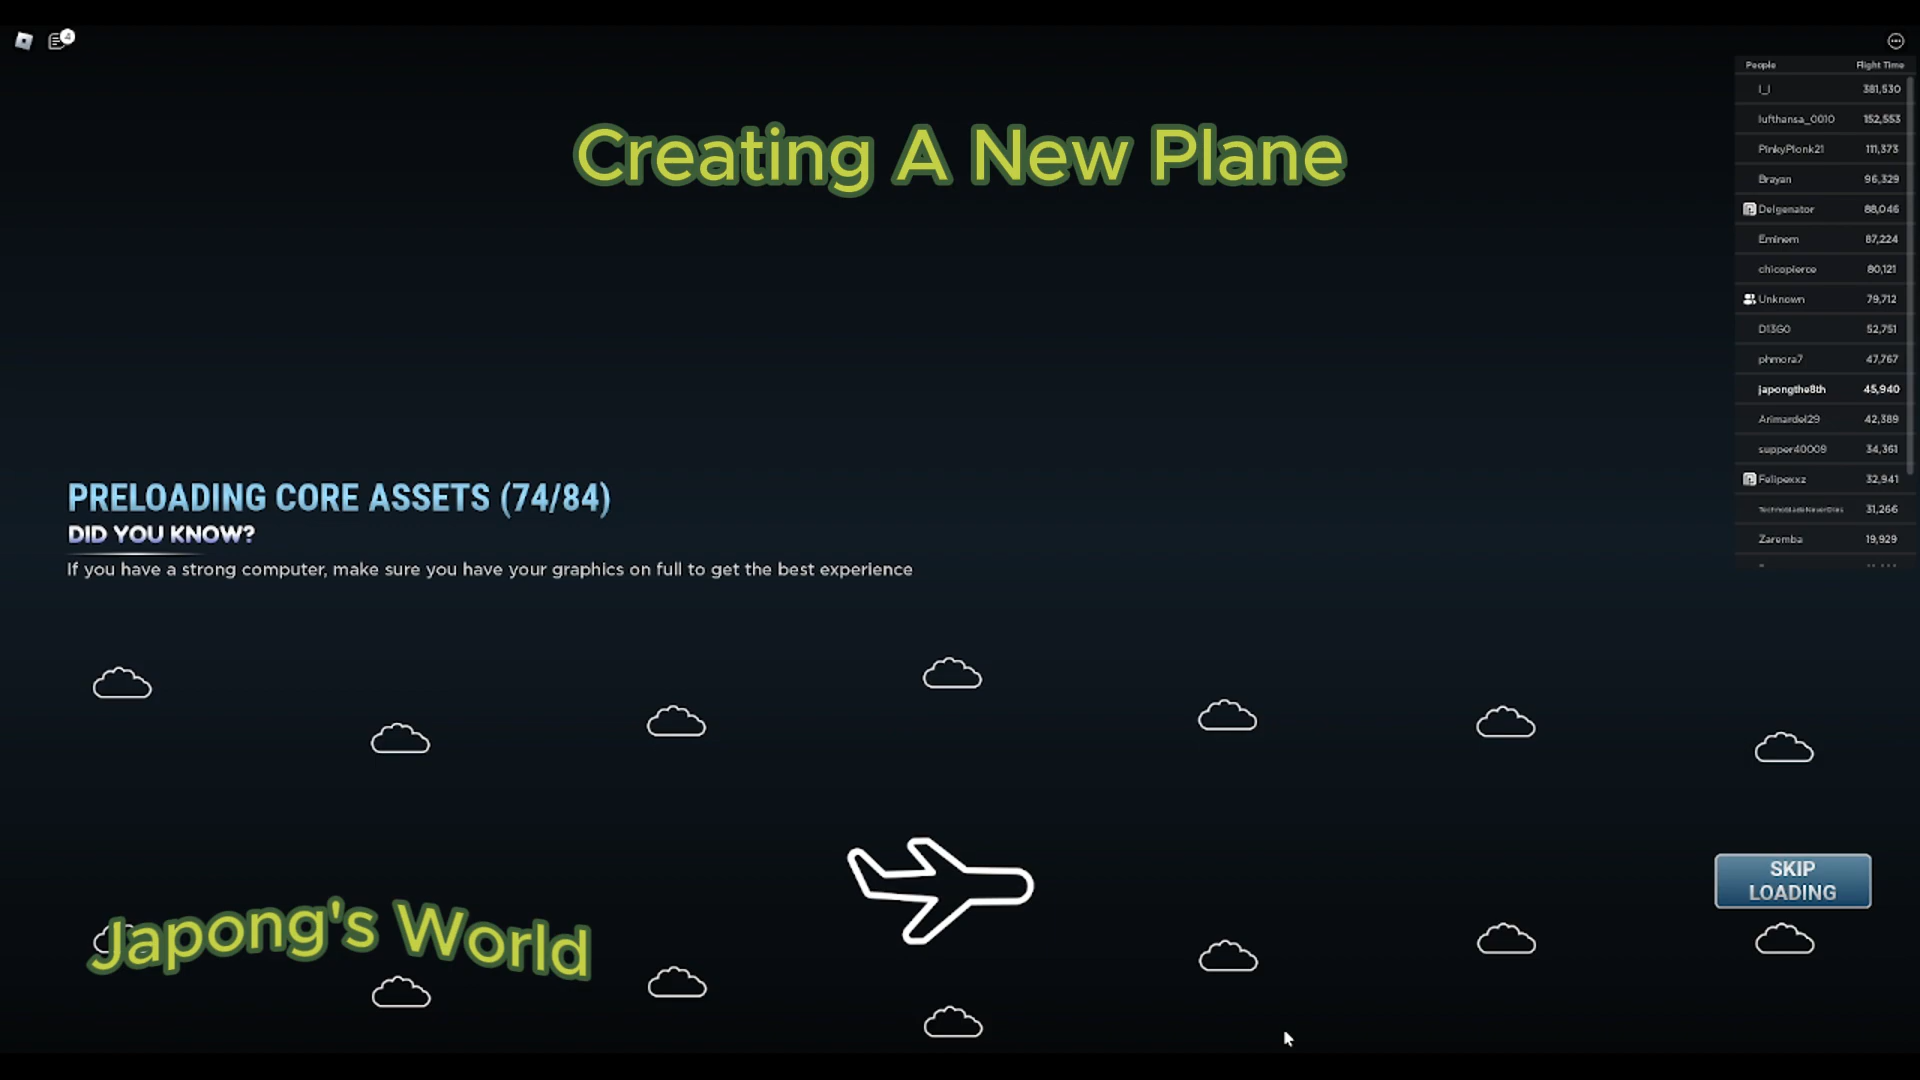 4
People Flight Time
I_I 381,530
lufthansa_0010 152,553
PinkyPlonk21 111,373
Brayan 96,329
Delgenator 88,046
Eminem 87,224
chicopierce 80,121
Unknown 79,712
D13GO 52,751
phmora7 47,767
japongthe8th 45,940
Arimardel29 42,389
supper40009 34,361
Felipexxz 32,941
TechnobladeNeverDies 31,266
Zaremba 19,929
Creating A New Plane
PRELOADING CORE ASSETS (74/84)
DID YOU KNOW?
If you have a strong computer, make sure you have your graphics on full to get the best experience
SKIP
LOADING
Japong's World